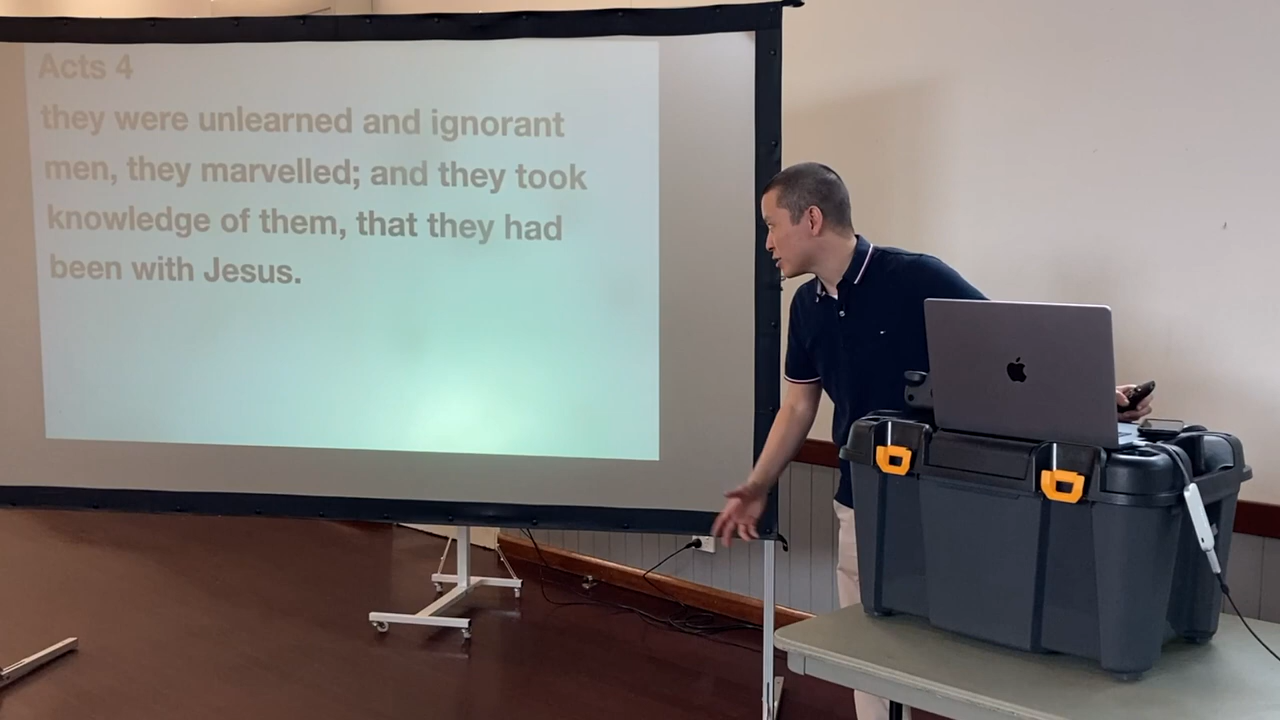 Acts 4
they were unlearned and ignorant
men, they marvelled; and they took
knowledge of them, that they had
been with Jesus.